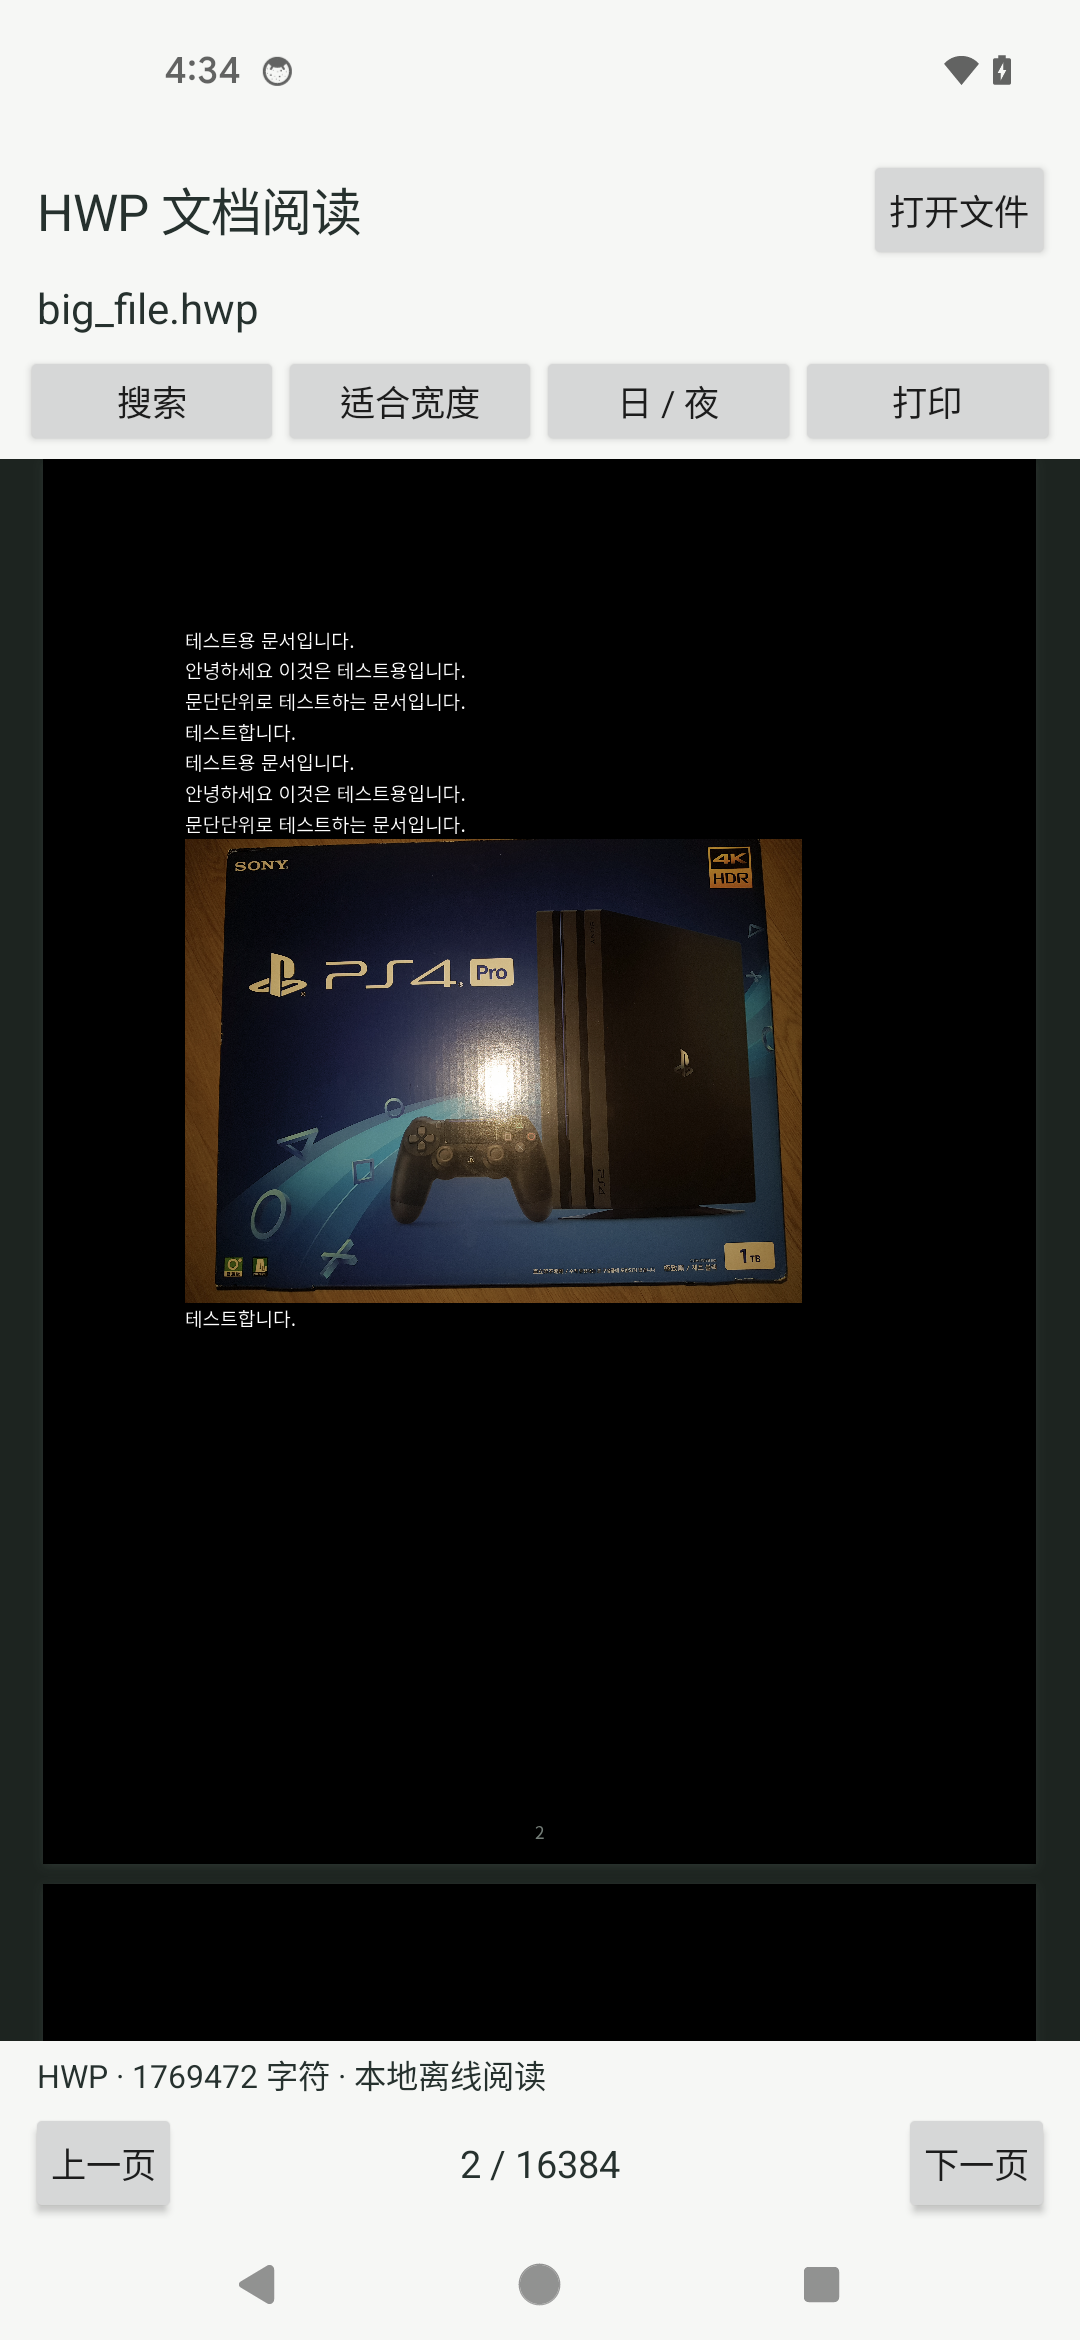 4:34
HWP 文档阅读
打开文件
big_file.hwp
搜索
适合宽度
日 / 夜
打印
테스트용 문서입니다.
안녕하세요 이것은 테스트용입니다.
문단단위로 테스트하는 문서입니다.
테스트합니다.
테스트용 문서입니다.
안녕하세요 이것은 테스트용입니다.
문단단위로 테스트하는 문서입니다.
SONY
4K
HDR
PS4 Pro
1TB
테스트합니다.
2
HWP · 1769472 字符 · 本地离线阅读
上一页
2 / 16384
下一页